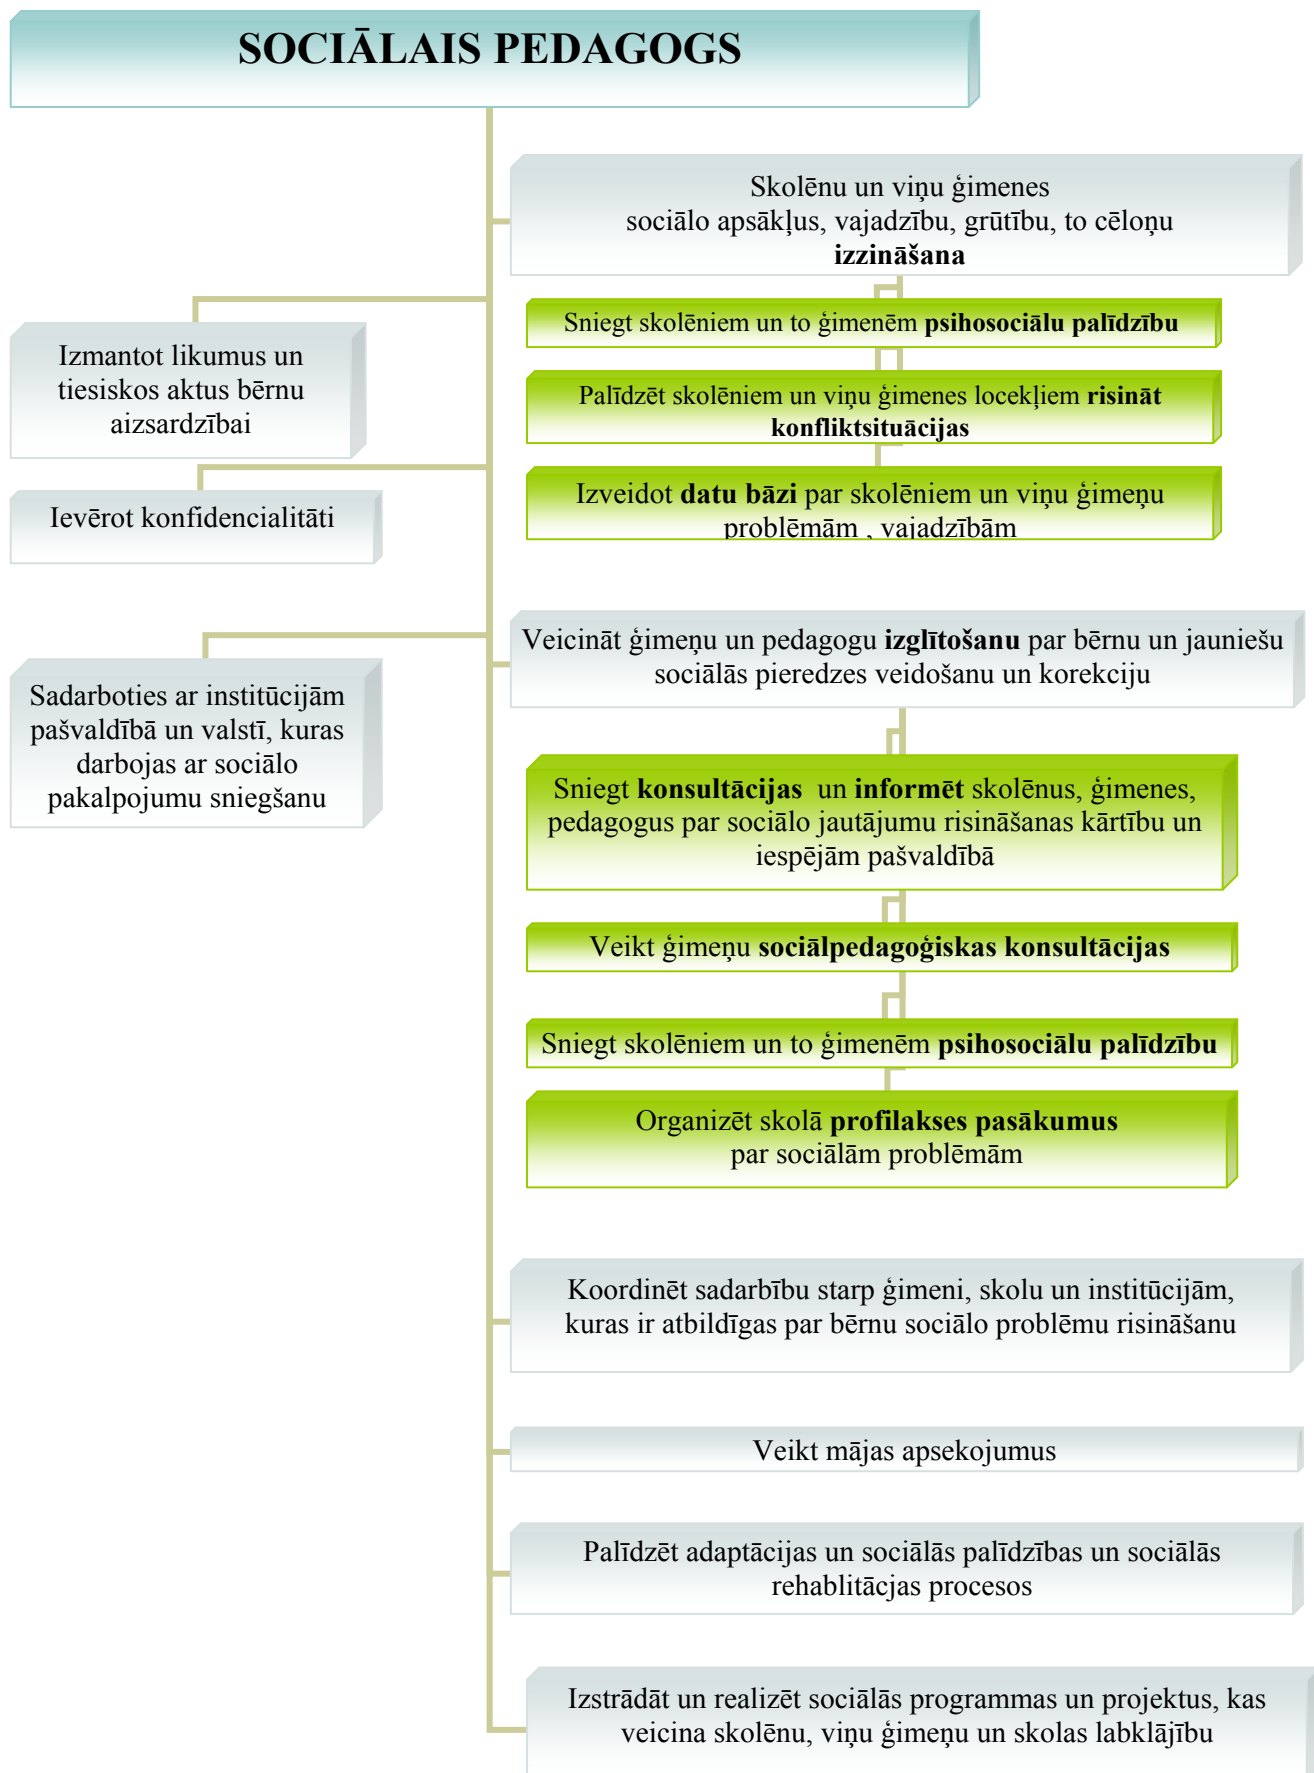 SOCIĀLAIS PEDAGOGS
Skolēnu un viņu ģimenes
sociālo apsākļus, vajadzību, grūtību, to cēloņu
izzināšana
Sniegt skolēniem un to ģimenēm psihosociālu palīdzību
Palīdzēt skolēniem un viņu ģimenes locekļiem risināt
konfliktsituācijas
Izveidot datu bāzi par skolēniem un viņu ģimeņu
problēmām , vajadzībām
Izmantot likumus un
tiesiskos aktus bērnu
aizsardzībai
Ievērot konfidencialitāti
Sadarboties ar institūcijām
pašvaldībā un valstī, kuras
darbojas ar sociālo
pakalpojumu sniegšanu
Veicināt ģimeņu un pedagogu izglītošanu par bērnu un jauniešu
sociālās pieredzes veidošanu un korekciju
Sniegt konsultācijas un informēt skolēnus, ģimenes,
pedagogus par sociālo jautājumu risināšanas kārtību un
iespējām pašvaldībā
Veikt ģimeņu sociālpedagoģiskas konsultācijas
Sniegt skolēniem un to ģimenēm psihosociālu palīdzību
Organizēt skolā profilakses pasākumus
par sociālām problēmām
Koordinēt sadarbību starp ģimeni, skolu un institūcijām,
kuras ir atbildīgas par bērnu sociālo problēmu risināšanu
Veikt mājas apsekojumus
Palīdzēt adaptācijas un sociālās palīdzības un sociālās
rehablitācjas procesos
Izstrādāt un realizēt sociālās programmas un projektus, kas
veicina skolēnu, viņu ģimeņu un skolas labklājību